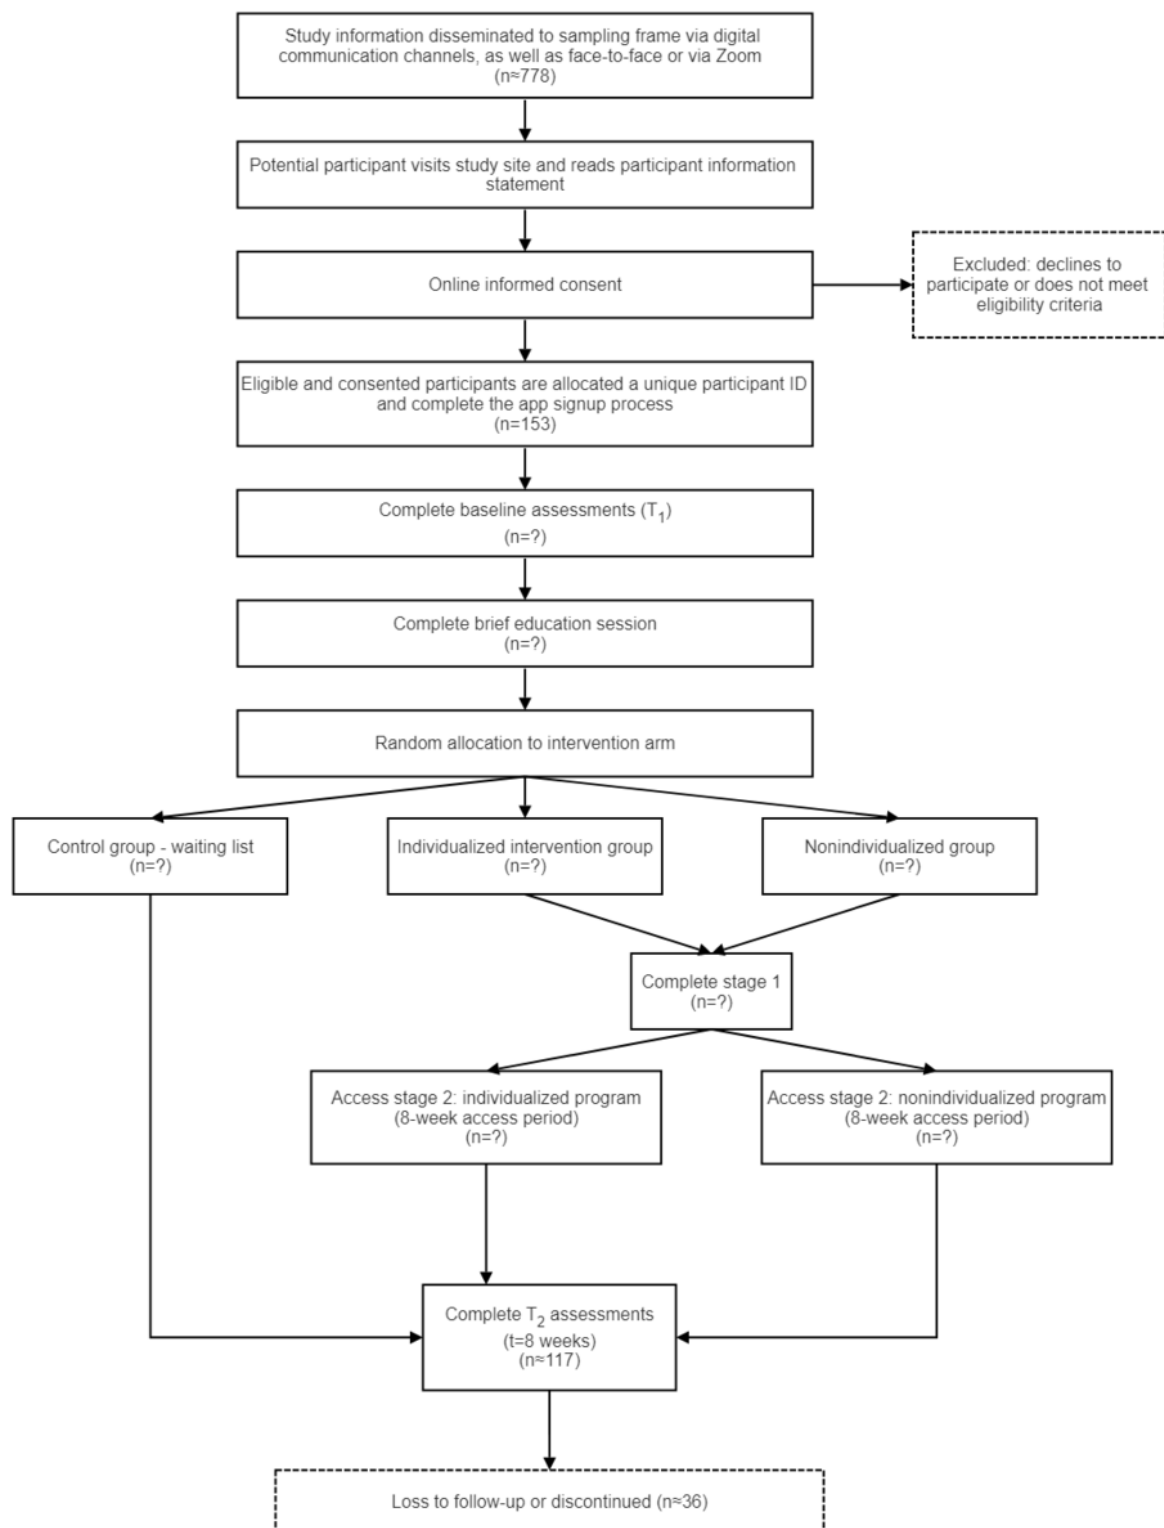 Study information disseminated to sampling frame via digital
communication channels, as well as face-to-face or via Zoom
(n≈778)
Potential participant visits study site and reads participant information
statement
Online informed consent
Excluded: declines to
participate or does not meet
eligibility criteria
Eligible and consented participants are allocated a unique participant ID
and complete the app signup process
(n=153)
Complete baseline assessments (T₁)
(n=?)
Complete brief education session
(n=?)
Random allocation to intervention arm
Control group - waiting list
(n=?)
Individualized intervention group
(n=?)
Nonindividualized group
(n=?)
Complete stage 1
(n=?)
Access stage 2: individualized program
(8-week access period)
(n=?)
Access stage 2: nonindividualized program
(8-week access period)
(n=?)
Complete T₂ assessments
(t=8 weeks)
(n≈117)
Loss to follow-up or discontinued (n≈36)